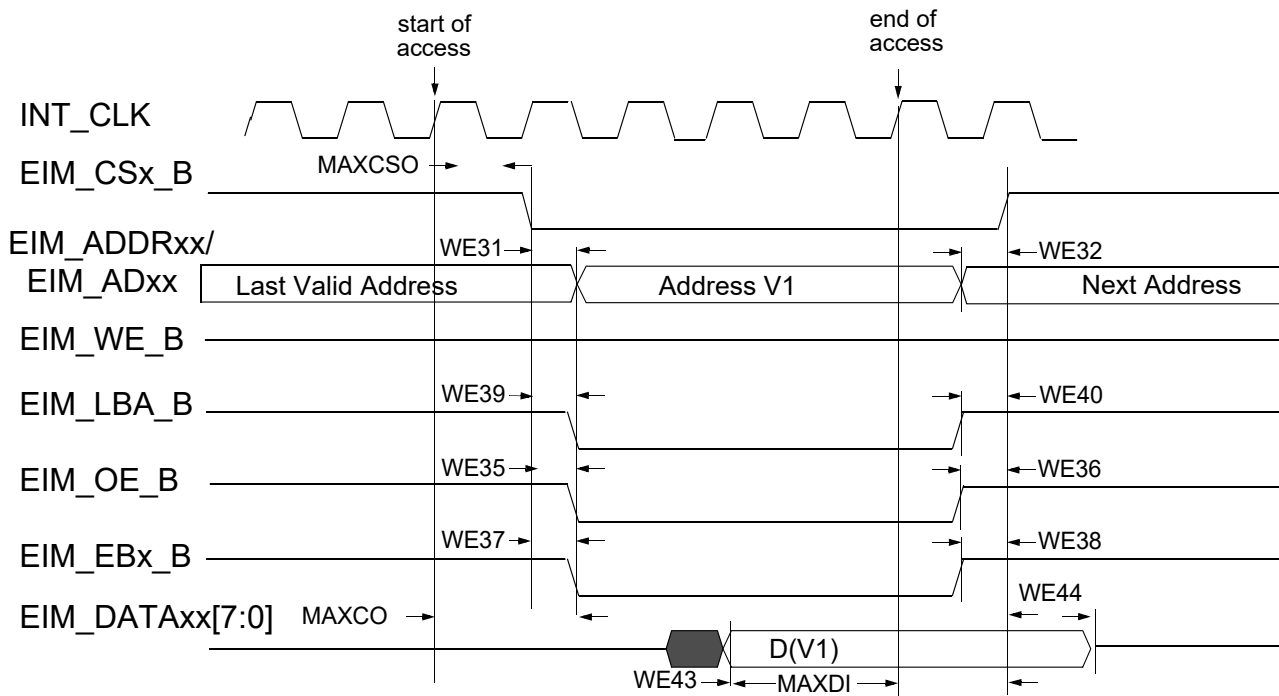 start of
access
end of
access
INT_CLK
MAXCSO
EIM_CSx_B
EIM_ADDRxx/
EIM_ADxx
WE31
WE32
Last Valid Address
Address V1
Next Address
EIM_WE_B
EIM_LBA_B
WE39
WE40
EIM_OE_B
WE35
WE36
EIM_EBx_B
WE37
WE38
EIM_DATAxx[7:0]
MAXCO
WE44
D(V1)
WE43
MAXDI